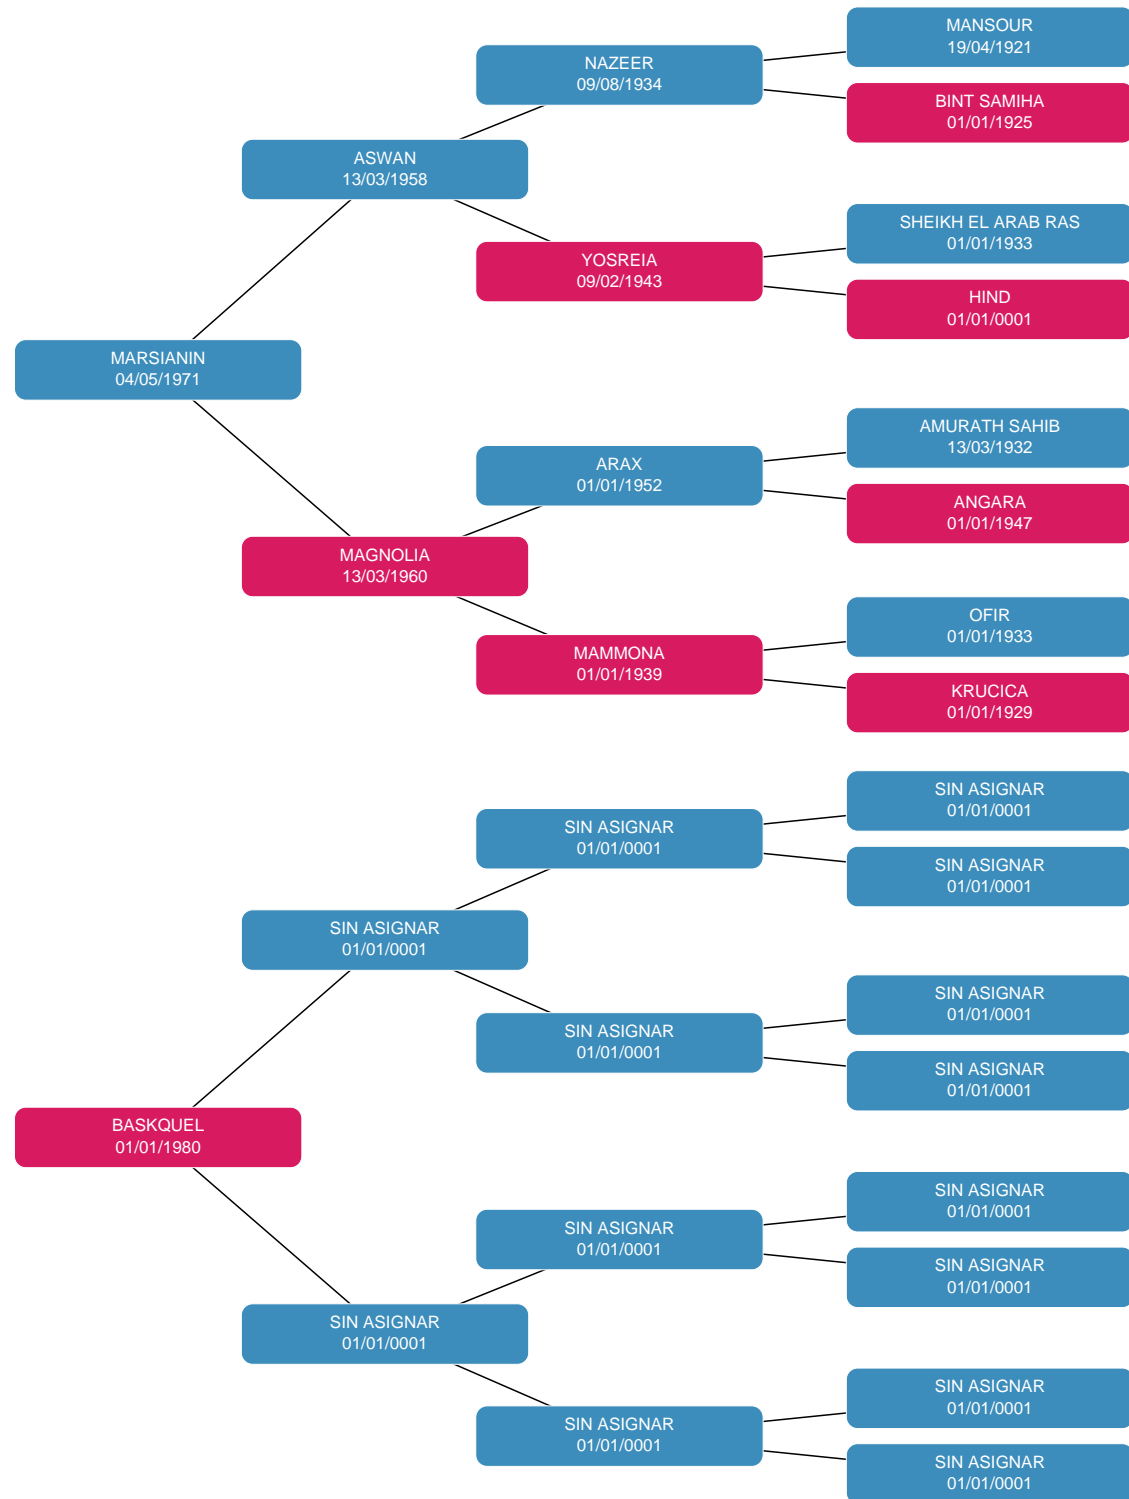 MANSOUR
19/04/1921
NAZEER
09/08/1934
BINT SAMIHA
01/01/1925
ASWAN
13/03/1958
SHEIKH EL ARAB RAS
01/01/1933
YOSREIA
09/02/1943
HIND
01/01/0001
MARSIANIN
04/05/1971
AMURATH SAHIB
13/03/1932
ARAX
01/01/1952
ANGARA
01/01/1947
MAGNOLIA
13/03/1960
OFIR
01/01/1933
MAMMONA
01/01/1939
KRUCICA
01/01/1929
SIN ASIGNAR
01/01/0001
SIN ASIGNAR
01/01/0001
SIN ASIGNAR
01/01/0001
SIN ASIGNAR
01/01/0001
SIN ASIGNAR
01/01/0001
SIN ASIGNAR
01/01/0001
SIN ASIGNAR
01/01/0001
BASKQUEL
01/01/1980
SIN ASIGNAR
01/01/0001
SIN ASIGNAR
01/01/0001
SIN ASIGNAR
01/01/0001
SIN ASIGNAR
01/01/0001
SIN ASIGNAR
01/01/0001
SIN ASIGNAR
01/01/0001
SIN ASIGNAR
01/01/0001